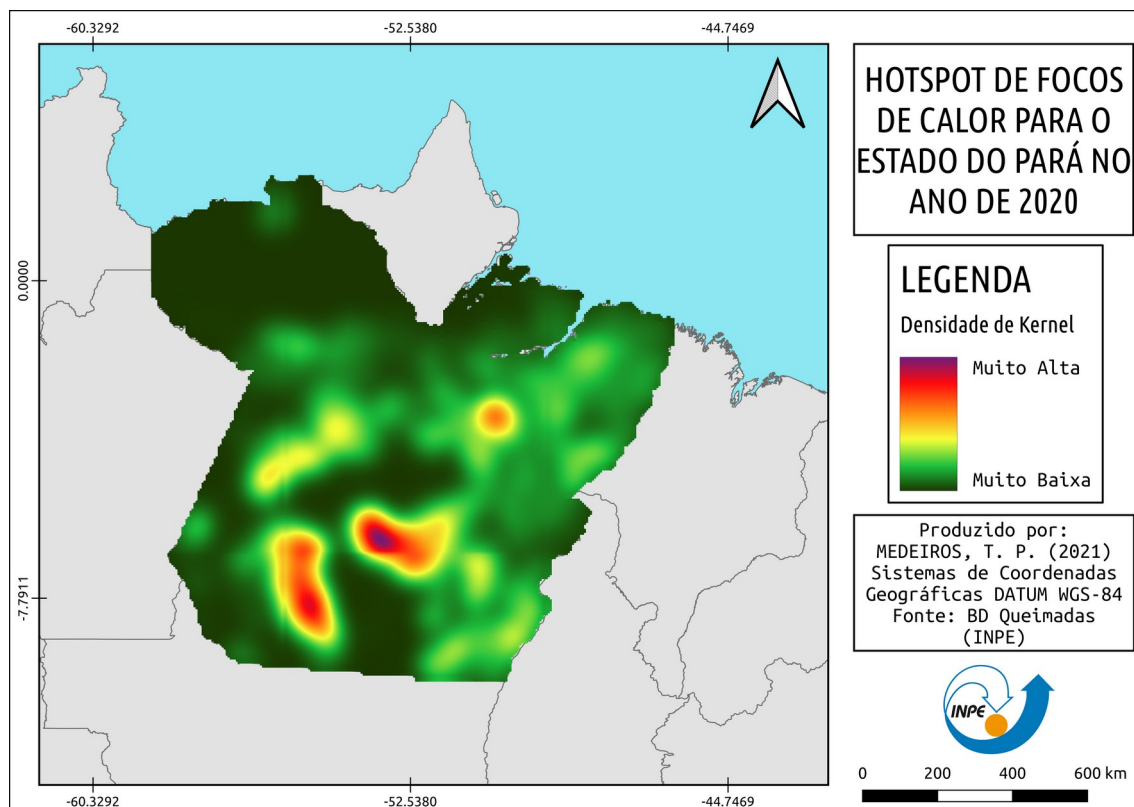 -60.3292
-52.5380
-44.7469
0.0000
-7.7911
-60.3292
-52.5380
-44.7469
HOTSPOT DE FOCOS
DE CALOR PARA O
ESTADO DO PARÁ NO
ANO DE 2020
LEGENDA
Densidade de Kernel
Muito Alta
Muito Baixa
Produzido por:
MEDEIROS, T. P. (2021)
Sistemas de Coordenadas
Geográficas DATUM WGS-84
Fonte: BD Queimadas
(INPE)
INPE
0 200 400 600 km